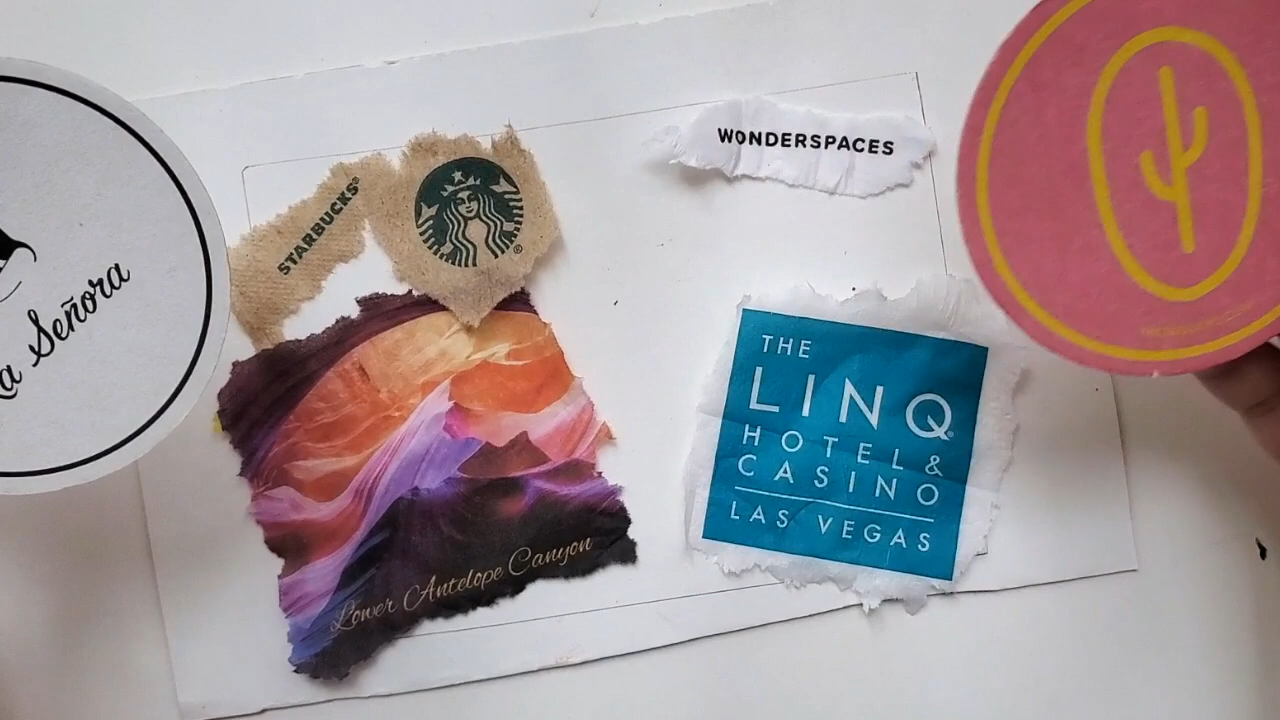 Señora
STARBUCKS®
®
Lower Antelope Canyon
WONDERSPACES
THE
LINQ®
HOTEL &
CASINO
LAS VEGAS